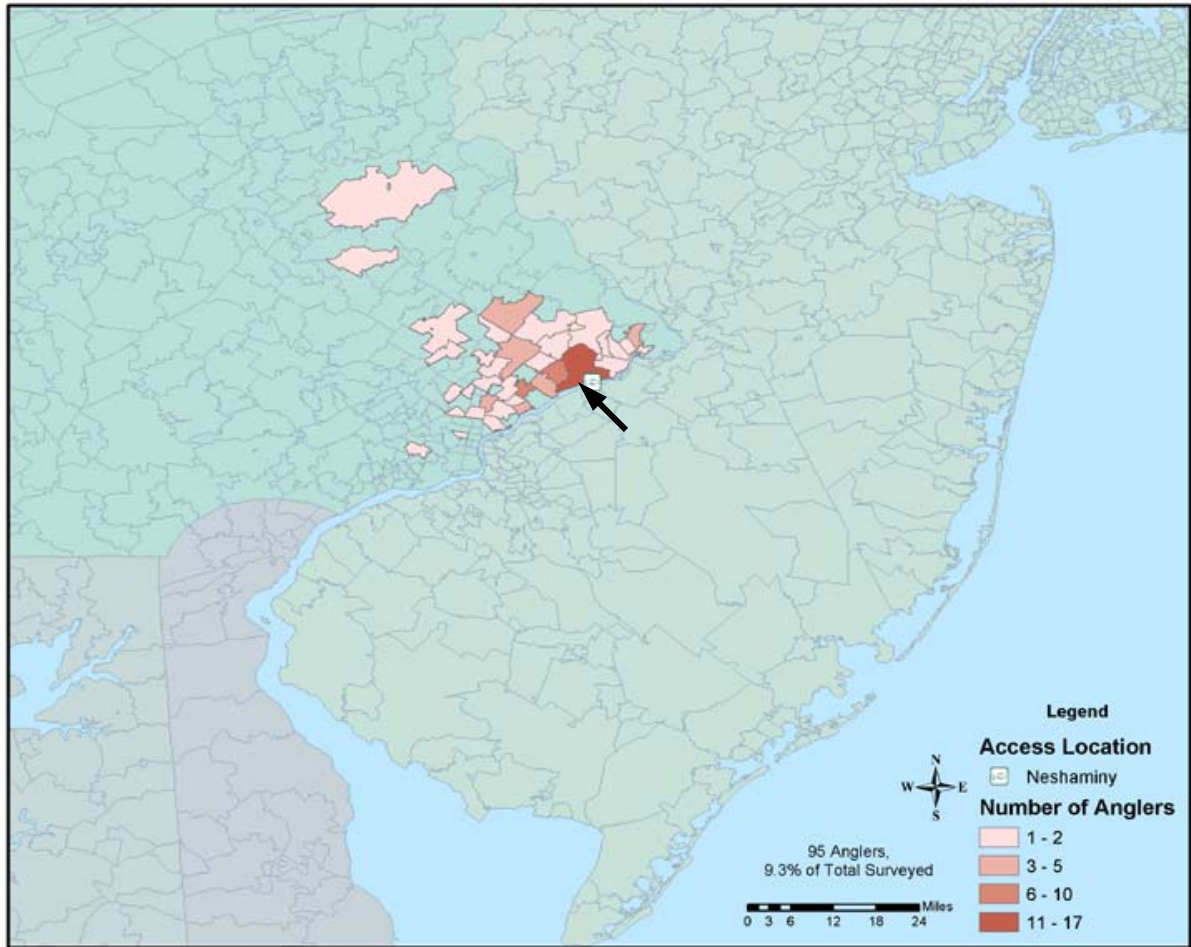 Legend
Access Location
Neshaminy
Number of Anglers
1 - 2
3 - 5
6 - 10
11 - 17
N
W E
S
95 Anglers,
9.3% of Total Surveyed
Miles
0 3 6 12 18 24